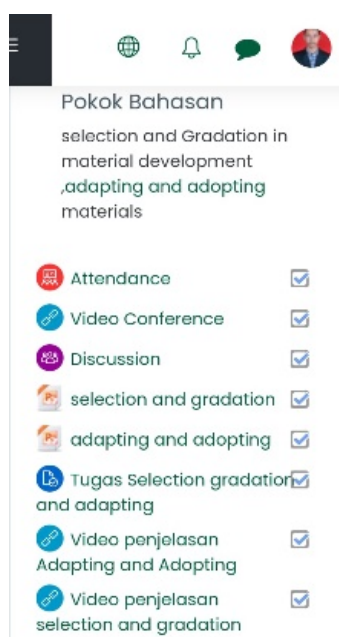 Pokok Bahasan
selection and Gradation in
material development
,adapting and adopting
materials
Attendance
Video Conference
Discussion
selection and gradation
adapting and adopting
Tugas Selection gradation
and adapting
Video penjelasan
Adapting and Adopting
Video penjelasan
selection and gradation